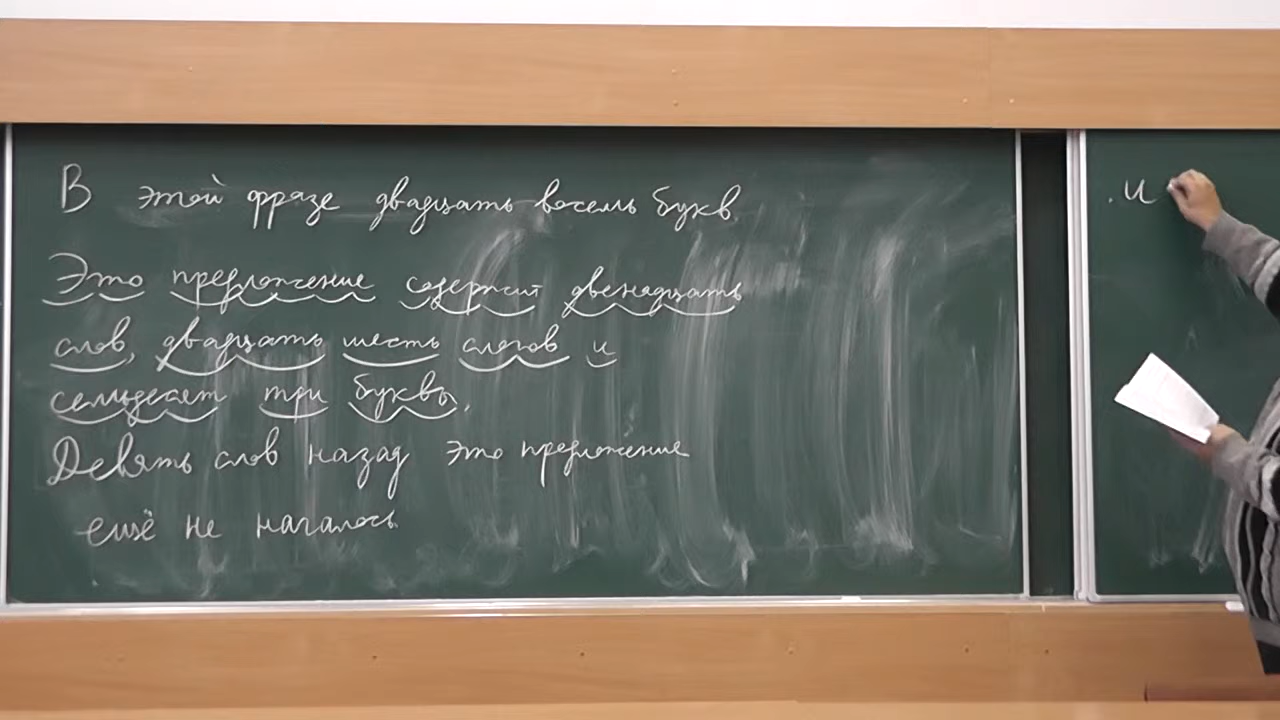 В этой фразе двадцать восемь букв.
Это предложение содержит двенадцать
слов, двадцать шесть слогов и
семьдесят три буквы.
Девять слов назад это предложение
ещё не началось.
. И